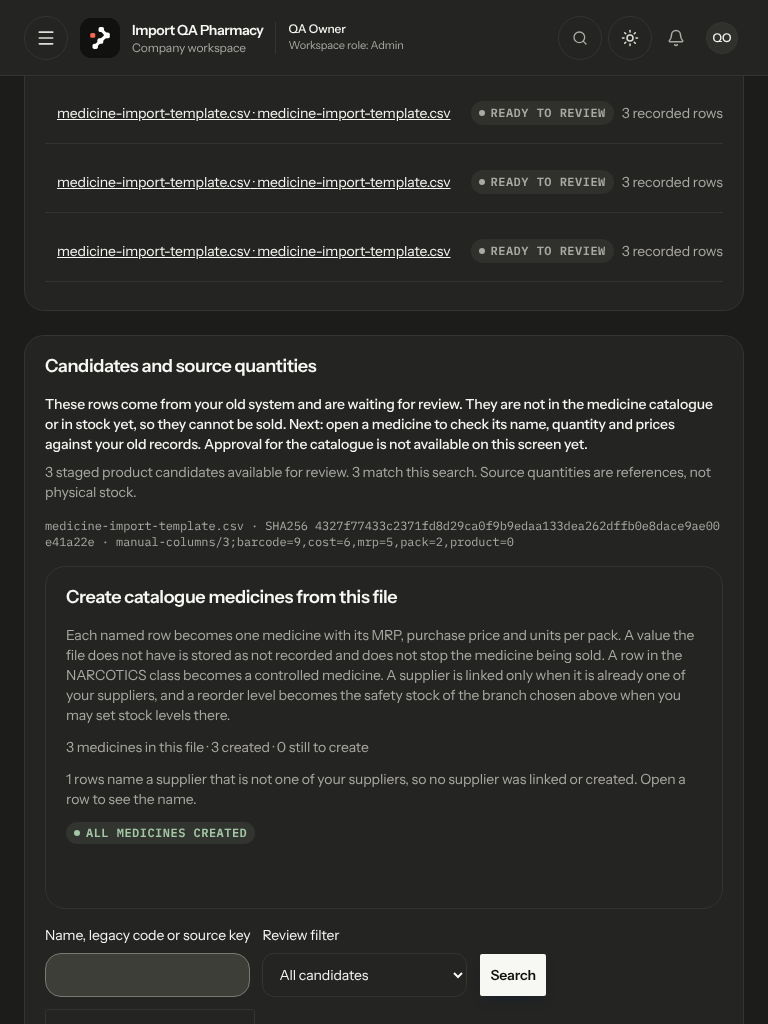 Import QA Pharmacy
Company workspace
QA Owner
Workspace role: Admin
QO
medicine-import-template.csv · medicine-import-template.csv
READY TO REVIEW
3 recorded rows
medicine-import-template.csv · medicine-import-template.csv
READY TO REVIEW
3 recorded rows
medicine-import-template.csv · medicine-import-template.csv
READY TO REVIEW
3 recorded rows
Candidates and source quantities
These rows come from your old system and are waiting for review. They are not in the medicine catalogue
or in stock yet, so they cannot be sold. Next: open a medicine to check its name, quantity and prices
against your old records. Approval for the catalogue is not available on this screen yet.
3 staged product candidates available for review. 3 match this search. Source quantities are references, not
physical stock.
medicine-import-template.csv · SHA256 4327f77433c2371fd8d29ca0f9b9edaa133dea262dffb0e8dace9ae00
e41a22e · manual-columns/3;barcode=9,cost=6,mrp=5,pack=2,product=0
Create catalogue medicines from this file
Each named row becomes one medicine with its MRP, purchase price and units per pack. A value the
file does not have is stored as not recorded and does not stop the medicine being sold. A row in the
NARCOTICS class becomes a controlled medicine. A supplier is linked only when it is already one of
your suppliers, and a reorder level becomes the safety stock of the branch chosen above when you
may set stock levels there.
3 medicines in this file · 3 created · 0 still to create
1 rows name a supplier that is not one of your suppliers, so no supplier was linked or created. Open a
row to see the name.
ALL MEDICINES CREATED
Name, legacy code or source key
Review filter
All candidates
Search